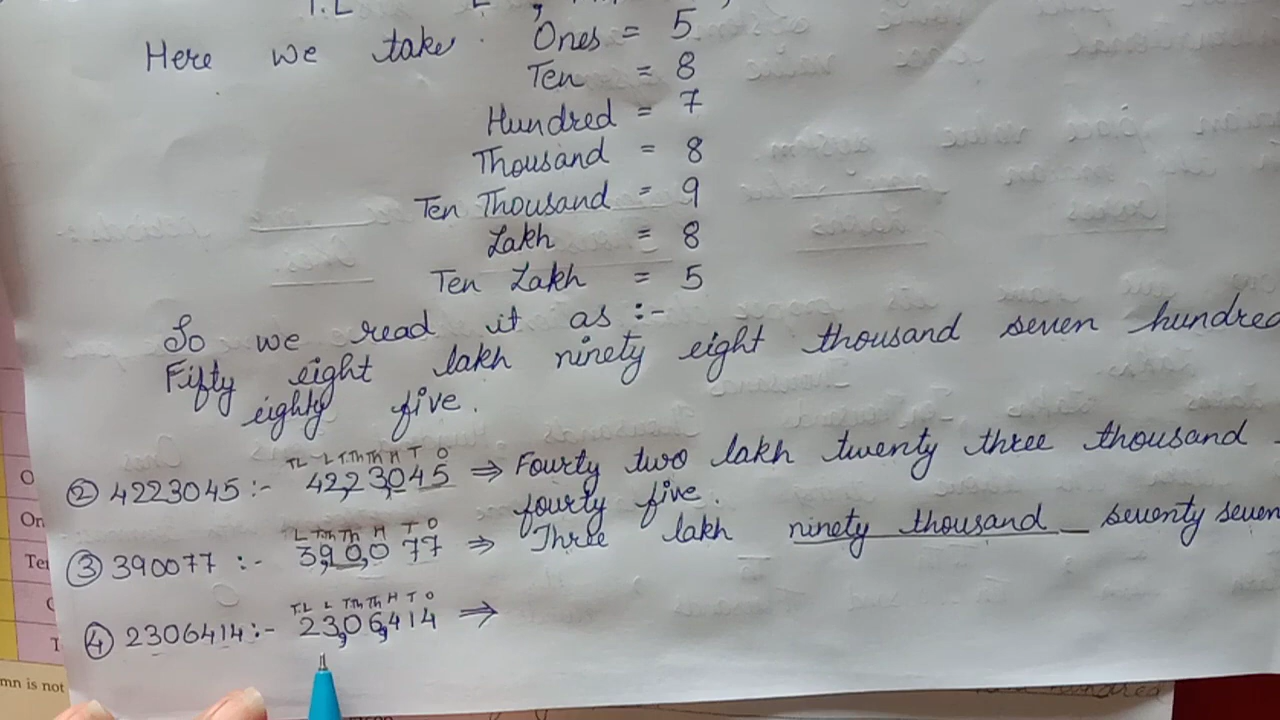 T.L L,
Here we take Ones = 5
Ten = 8
Hundred = 7
Thousand = 8
Ten Thousand = 9
Lakh = 8
Ten Lakh = 5
So we read it as :-
Fifty eight lakh ninety eight thousand seven hundred
eighty five.
TL L TTh Th H T O
② 4223045:- 42,23,045 ⇒ Fourty two lakh twenty three thousand -
fourty five.
L TTh Th H T O
③ 390077 :- 3,90,077 ⇒ Three lakh ninety thousand _ seventy seven
T.L L TTh Th H T O
④ 2306414:- 23,06,414 ⇒
mn is not